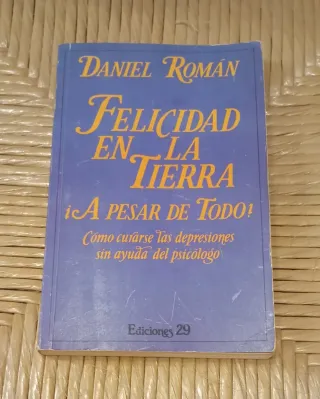 DANIEL ROMÁN
FELICIDAD
EN LA
TIERRA
¡A PESAR DE TODO!
Cómo curarse las depresiones
sin ayuda del psicólogo
Ediciones 29